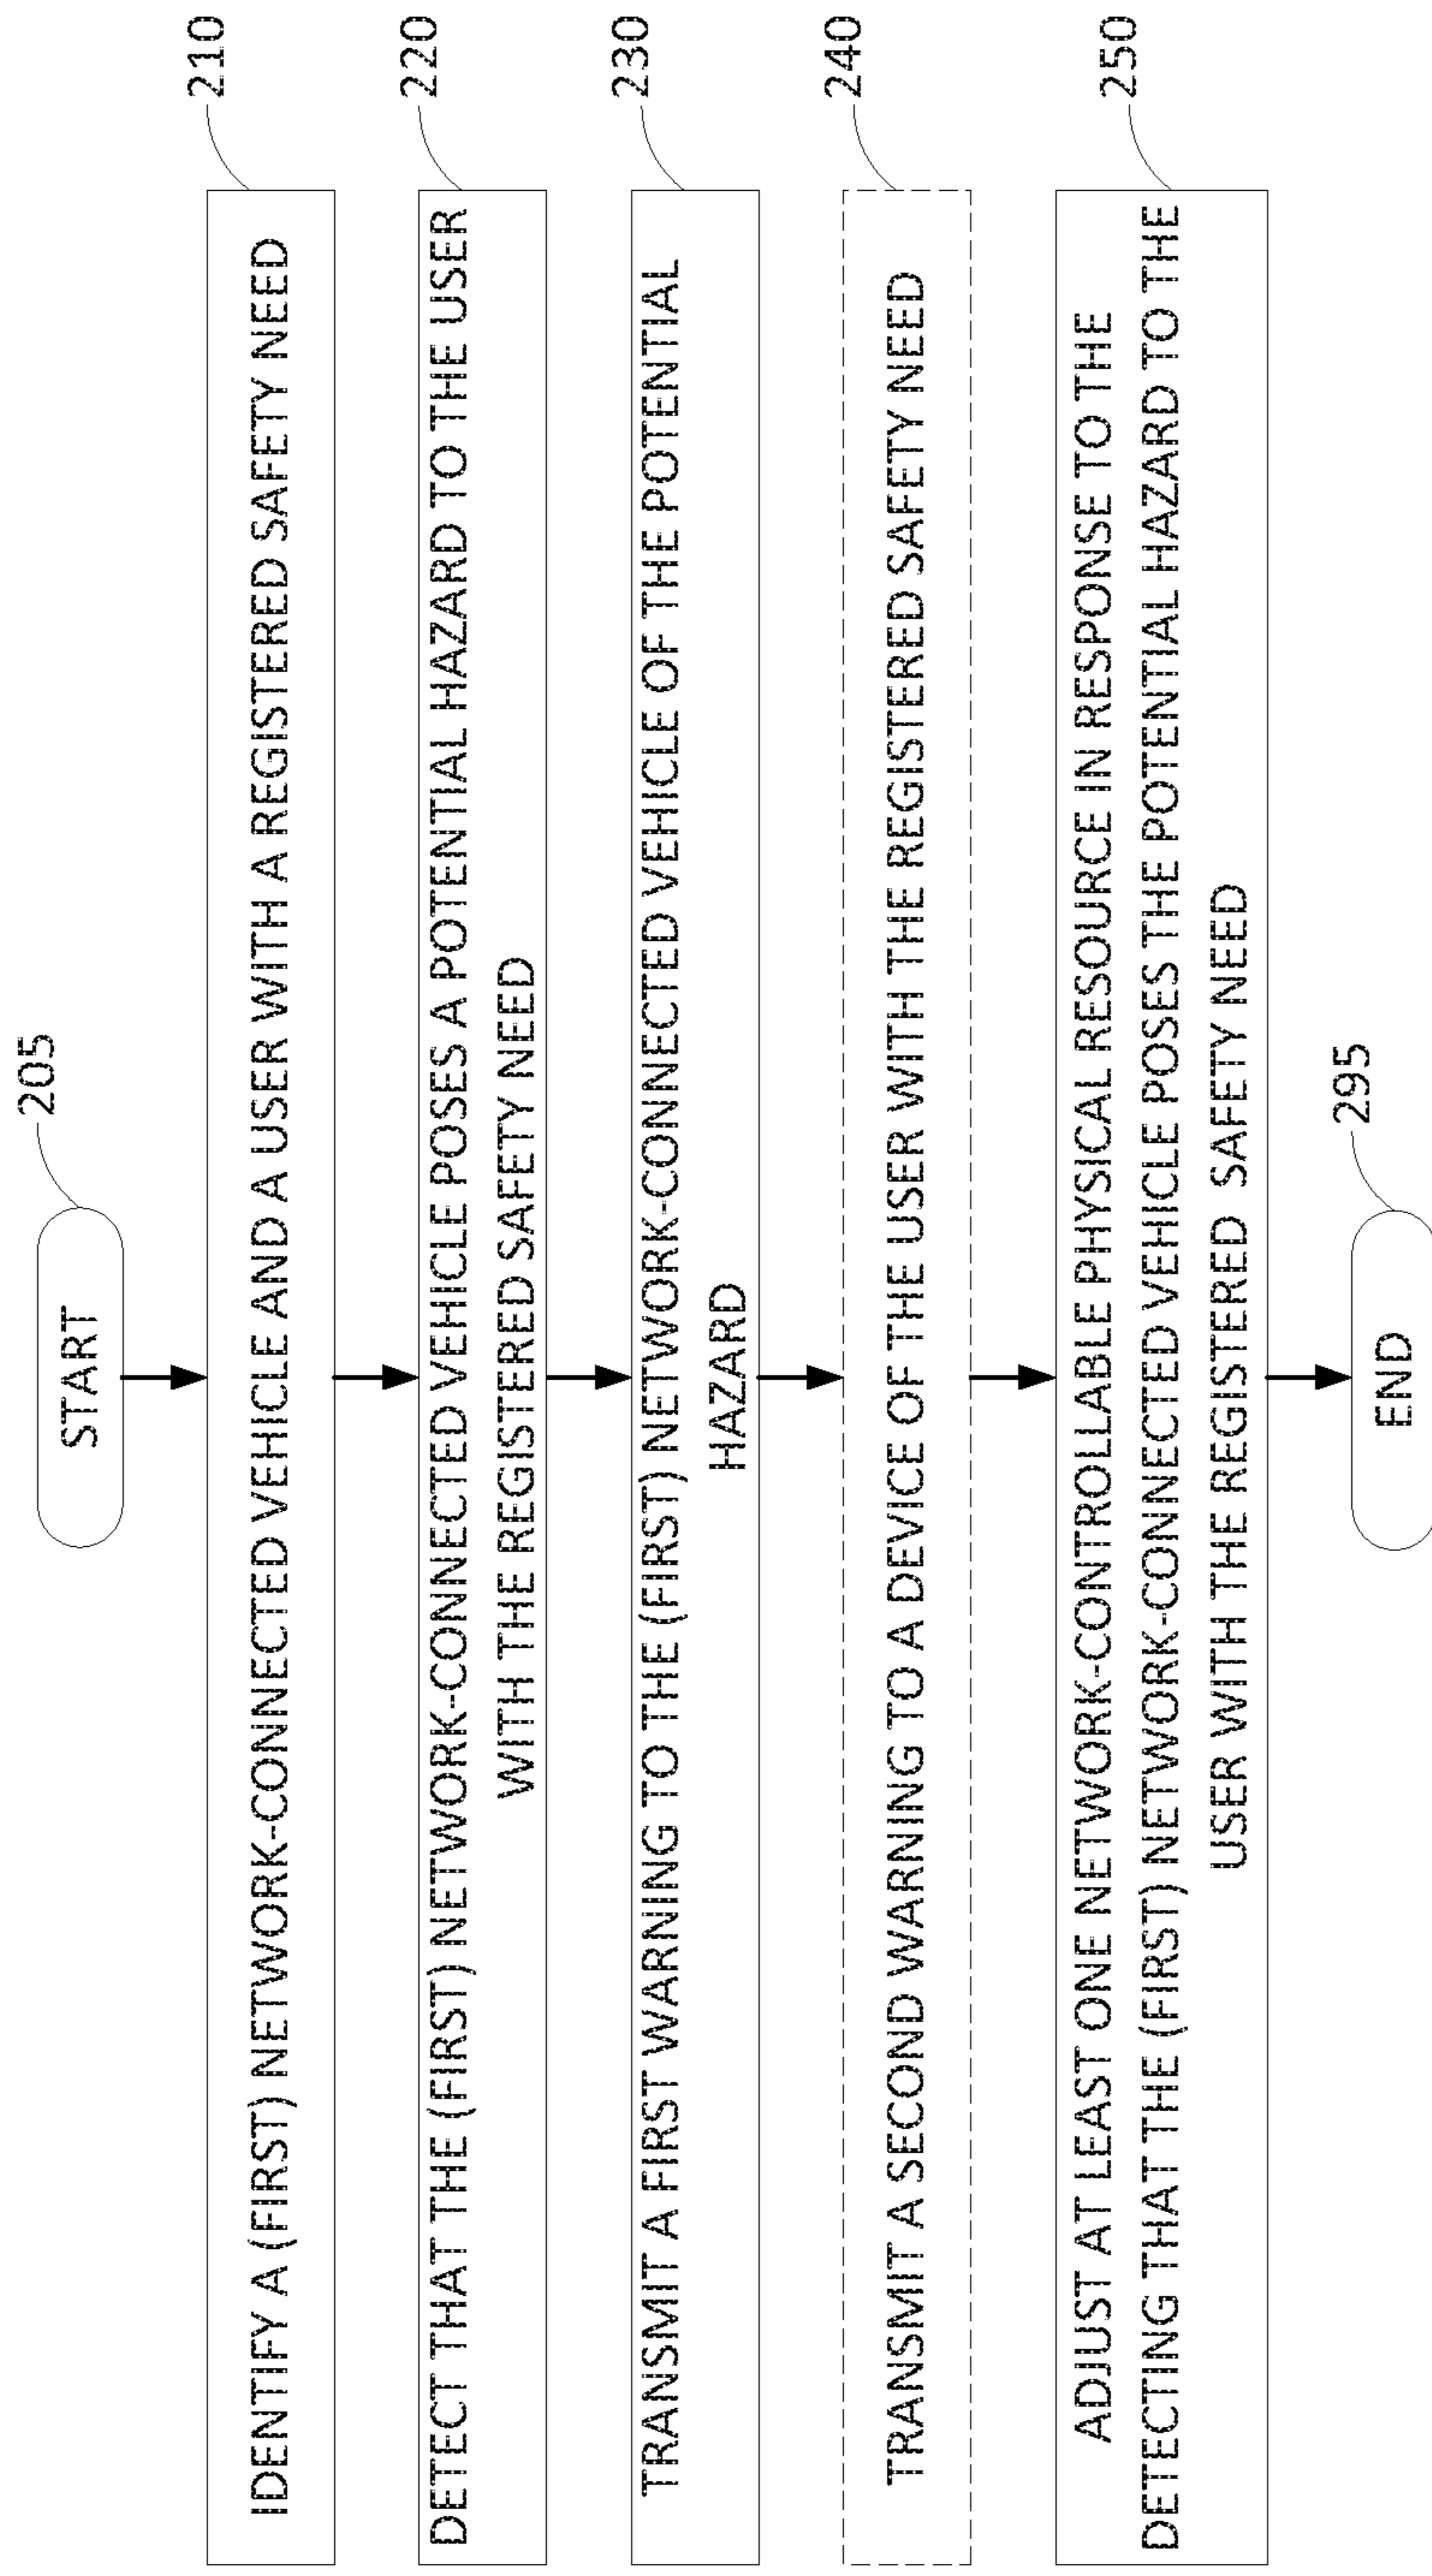 205
START
210
IDENTIFY A (FIRST) NETWORK-CONNECTED VEHICLE AND A USER WITH A REGISTERED SAFETY NEED
220
DETECT THAT THE (FIRST) NETWORK-CONNECTED VEHICLE POSES A POTENTIAL HAZARD TO THE USER
WITH THE REGISTERED SAFETY NEED
230
TRANSMIT A FIRST WARNING TO THE (FIRST) NETWORK-CONNECTED VEHICLE OF THE POTENTIAL
HAZARD
240
TRANSMIT A SECOND WARNING TO A DEVICE OF THE USER WITH THE REGISTERED SAFETY NEED
250
ADJUST AT LEAST ONE NETWORK-CONTROLLABLE PHYSICAL RESOURCE IN RESPONSE TO THE
DETECTING THAT THE (FIRST) NETWORK-CONNECTED VEHICLE POSES THE POTENTIAL HAZARD TO THE
USER WITH THE REGISTERED SAFETY NEED
295
END